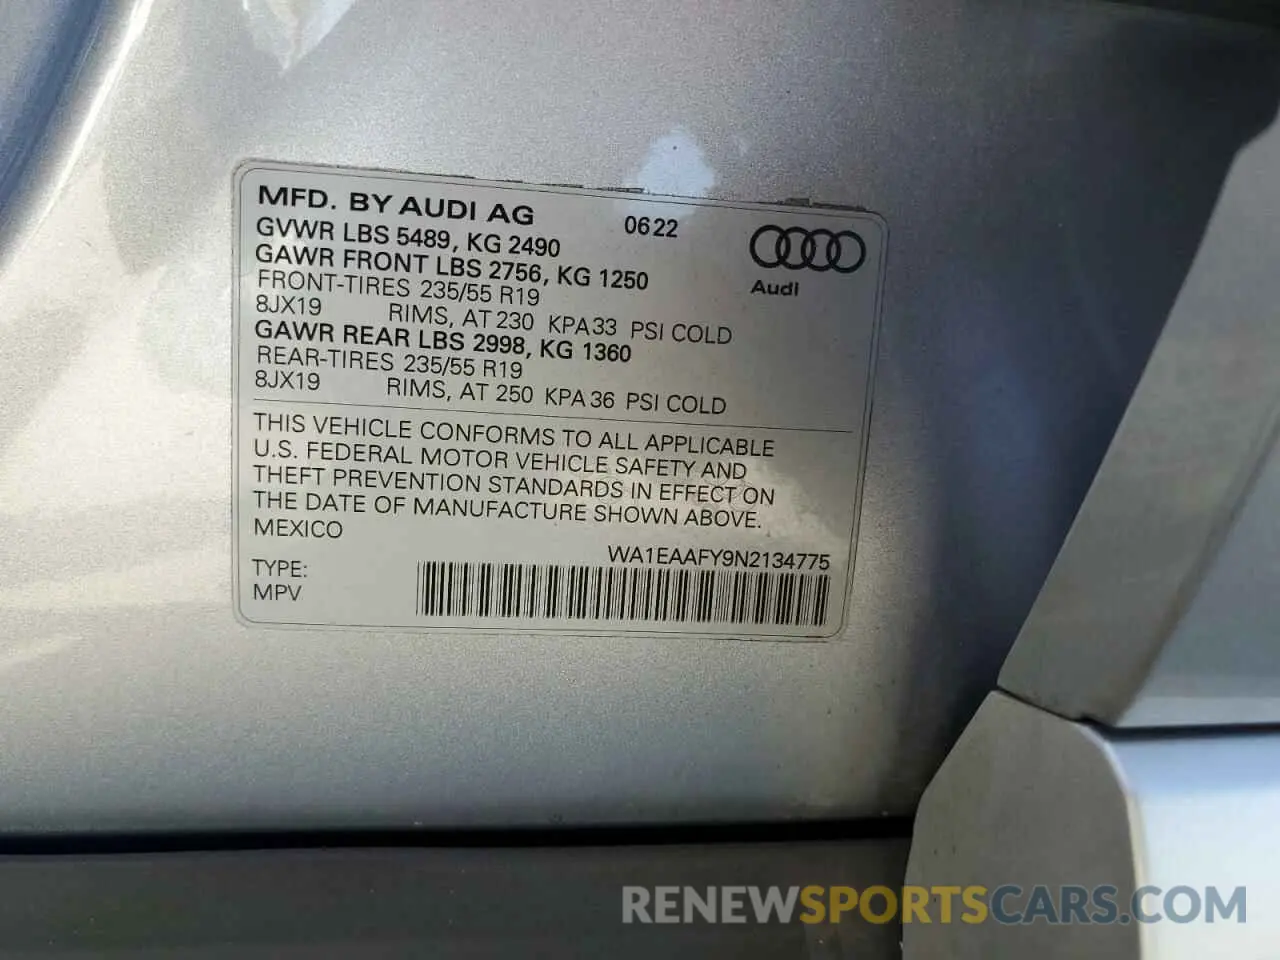 MFD. BY AUDI AG 0622
GVWR LBS 5489, KG 2490
GAWR FRONT LBS 2756, KG 1250
Audi
FRONT-TIRES 235/55 R19
8JX19 RIMS, AT 230 KPA 33 PSI COLD
GAWR REAR LBS 2998, KG 1360
REAR-TIRES 235/55 R19
8JX19 RIMS, AT 250 KPA 36 PSI COLD
THIS VEHICLE CONFORMS TO ALL APPLICABLE
U.S. FEDERAL MOTOR VEHICLE SAFETY AND
THEFT PREVENTION STANDARDS IN EFFECT ON
THE DATE OF MANUFACTURE SHOWN ABOVE.
MEXICO
WA1EAAFY9N2134775
TYPE:
MPV
RENEWSPORTSCARS.COM